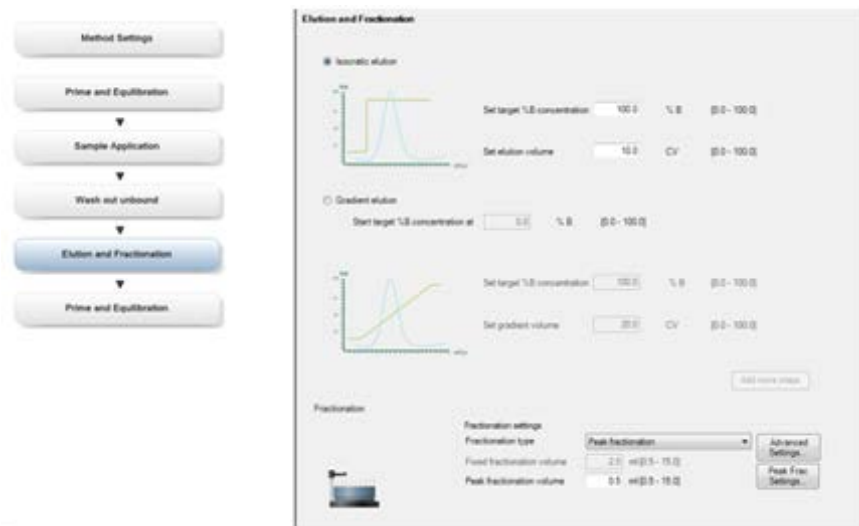 Method Settings
Prime and Equilibration
Sample Application
Wash out unbound
Elution and Fractionation
Prime and Equilibration
Elution and Fractionation
Isocratic elution
Set target %B concentration 100.0 % B [0.0 - 100.0]
Set elution volume 10.0 CV [0.0 - 100.0]
Gradient elution
Start target %B concentration at 0.0 % B [0.0 - 100.0]
Set target %B concentration 100.0 % B [0.0 - 100.0]
Set gradient volume 20.0 CV [0.0 - 100.0]
Add more steps
Fractionation
Fractionation settings
Fractionation type Peak fractionation Advanced
Settings...
Fixed fractionation volume 2.0 ml [0.5 - 15.0]
Peak Frac
Settings...
Peak fractionation volume 0.5 ml [0.5 - 15.0]